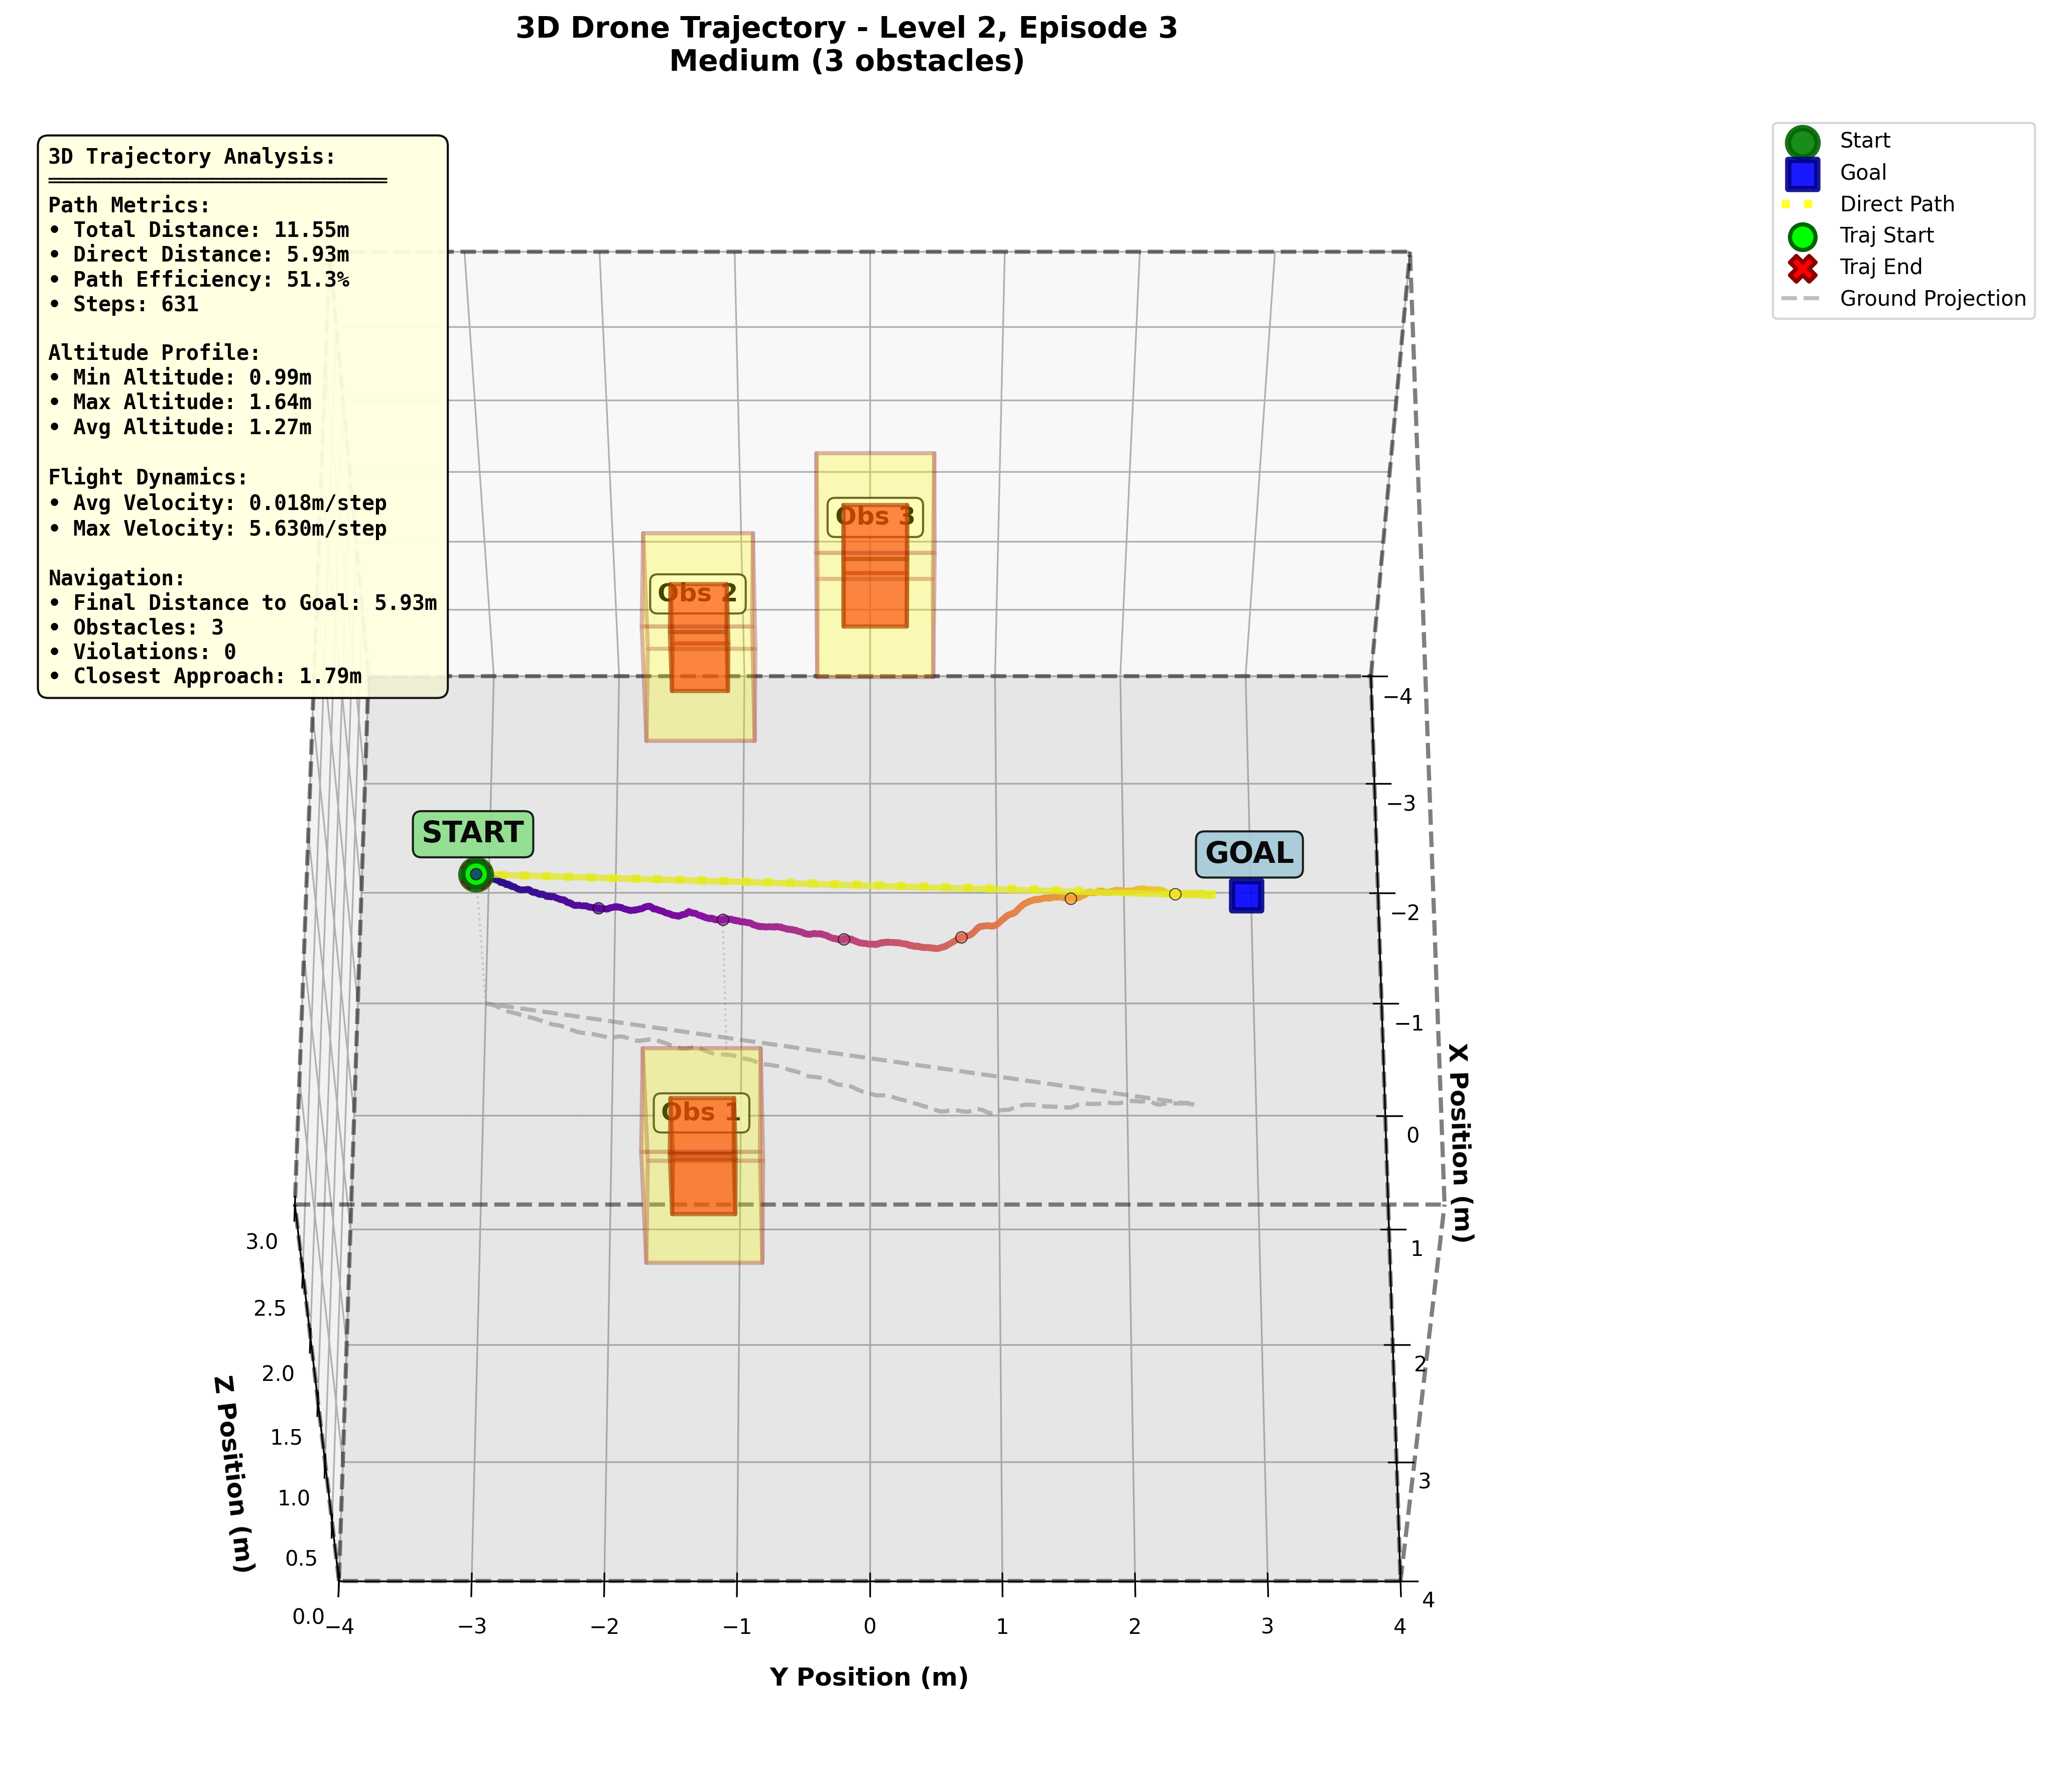 3D Drone Trajectory - Level 2, Episode 3
Medium (3 obstacles)
3D Trajectory Analysis:
Path Metrics:
• Total Distance: 11.55m
• Direct Distance: 5.93m
• Path Efficiency: 51.3%
• Steps: 631
Altitude Profile:
• Min Altitude: 0.99m
• Max Altitude: 1.64m
• Avg Altitude: 1.27m
Flight Dynamics:
• Avg Velocity: 0.018m/step
• Max Velocity: 5.630m/step
Navigation:
• Final Distance to Goal: 5.93m
• Obstacles: 3
• Violations: 0
• Closest Approach: 1.79m
Start
Goal
Direct Path
Traj Start
Traj End
Ground Projection
Obs 3
Obs 2
START
GOAL
Obs 1
−4
−3
−2
−1
0
1
2
3
4
X Position (m)
3.0
2.5
2.0
1.5
1.0
0.5
0.0
Z Position (m)
−4
−3
−2
−1
0
1
2
3
4
Y Position (m)